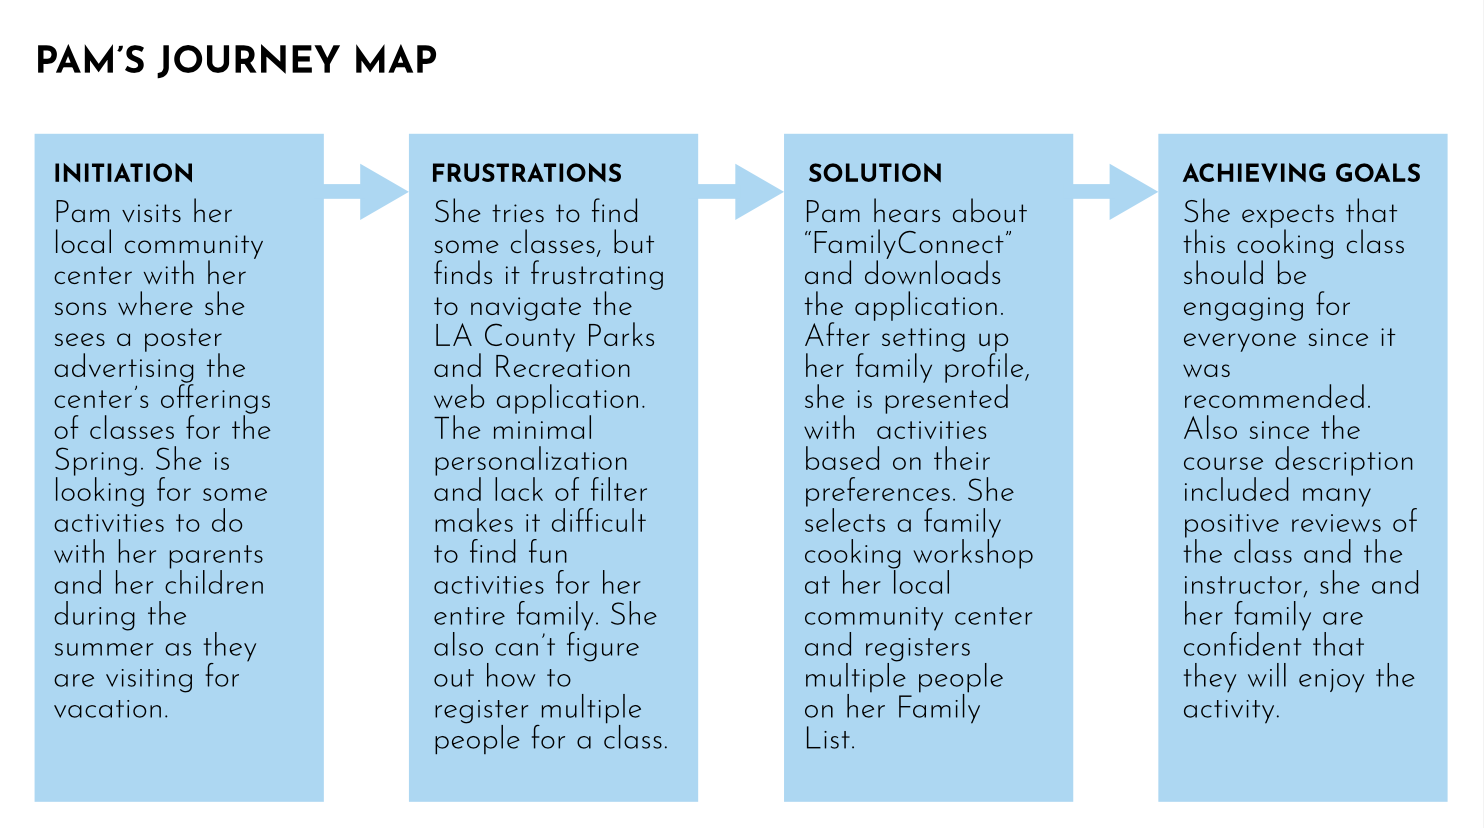 PAM’S JOURNEY MAP
INITIATION
Pam visits her
local community
center with her
sons where she
sees a poster
advertising the
center’s offerings
of classes for the
Spring. She is
looking for some
activities to do
with her parents
and her children
during the
summer as they
are visiting for
vacation.
FRUSTRATIONS
She tries to find
some classes, but
finds it frustrating
to navigate the
LA County Parks
and Recreation
web application.
The minimal
personalization
and lack of filter
makes it difficult
to find fun
activities for her
entire family. She
also can’t figure
out how to
register multiple
people for a class.
SOLUTION
Pam hears about
“FamilyConnect”
and downloads
the application.
After setting up
her family profile,
she is presented
with  activities
based on their
preferences. She
selects a family
cooking workshop
at her local
community center
and registers
multiple people
on her Family
List.
ACHIEVING GOALS
She expects that
this cooking class
should be
engaging for
everyone since it
was
recommended.
Also since the
course description
included many
positive reviews of
the class and the
instructor, she and
her family are
confident that
they will enjoy the
activity.